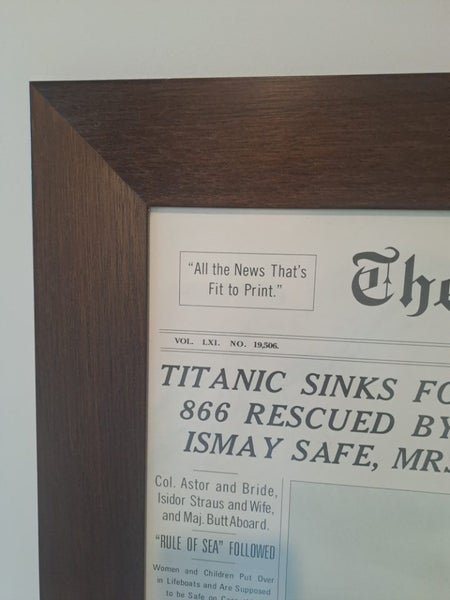 "All the News That's
Fit to Print."
The
VOL. LXI. NO. 19,506.
TITANIC SINKS FO
866 RESCUED BY
ISMAY SAFE, MRS.
Col. Astor and Bride,
Isidor Straus and Wife,
and Maj. Butt Aboard.
"RULE OF SEA" FOLLOWED
Women and Children Put Over
in Lifeboats and Are Supposed
to be Safe on